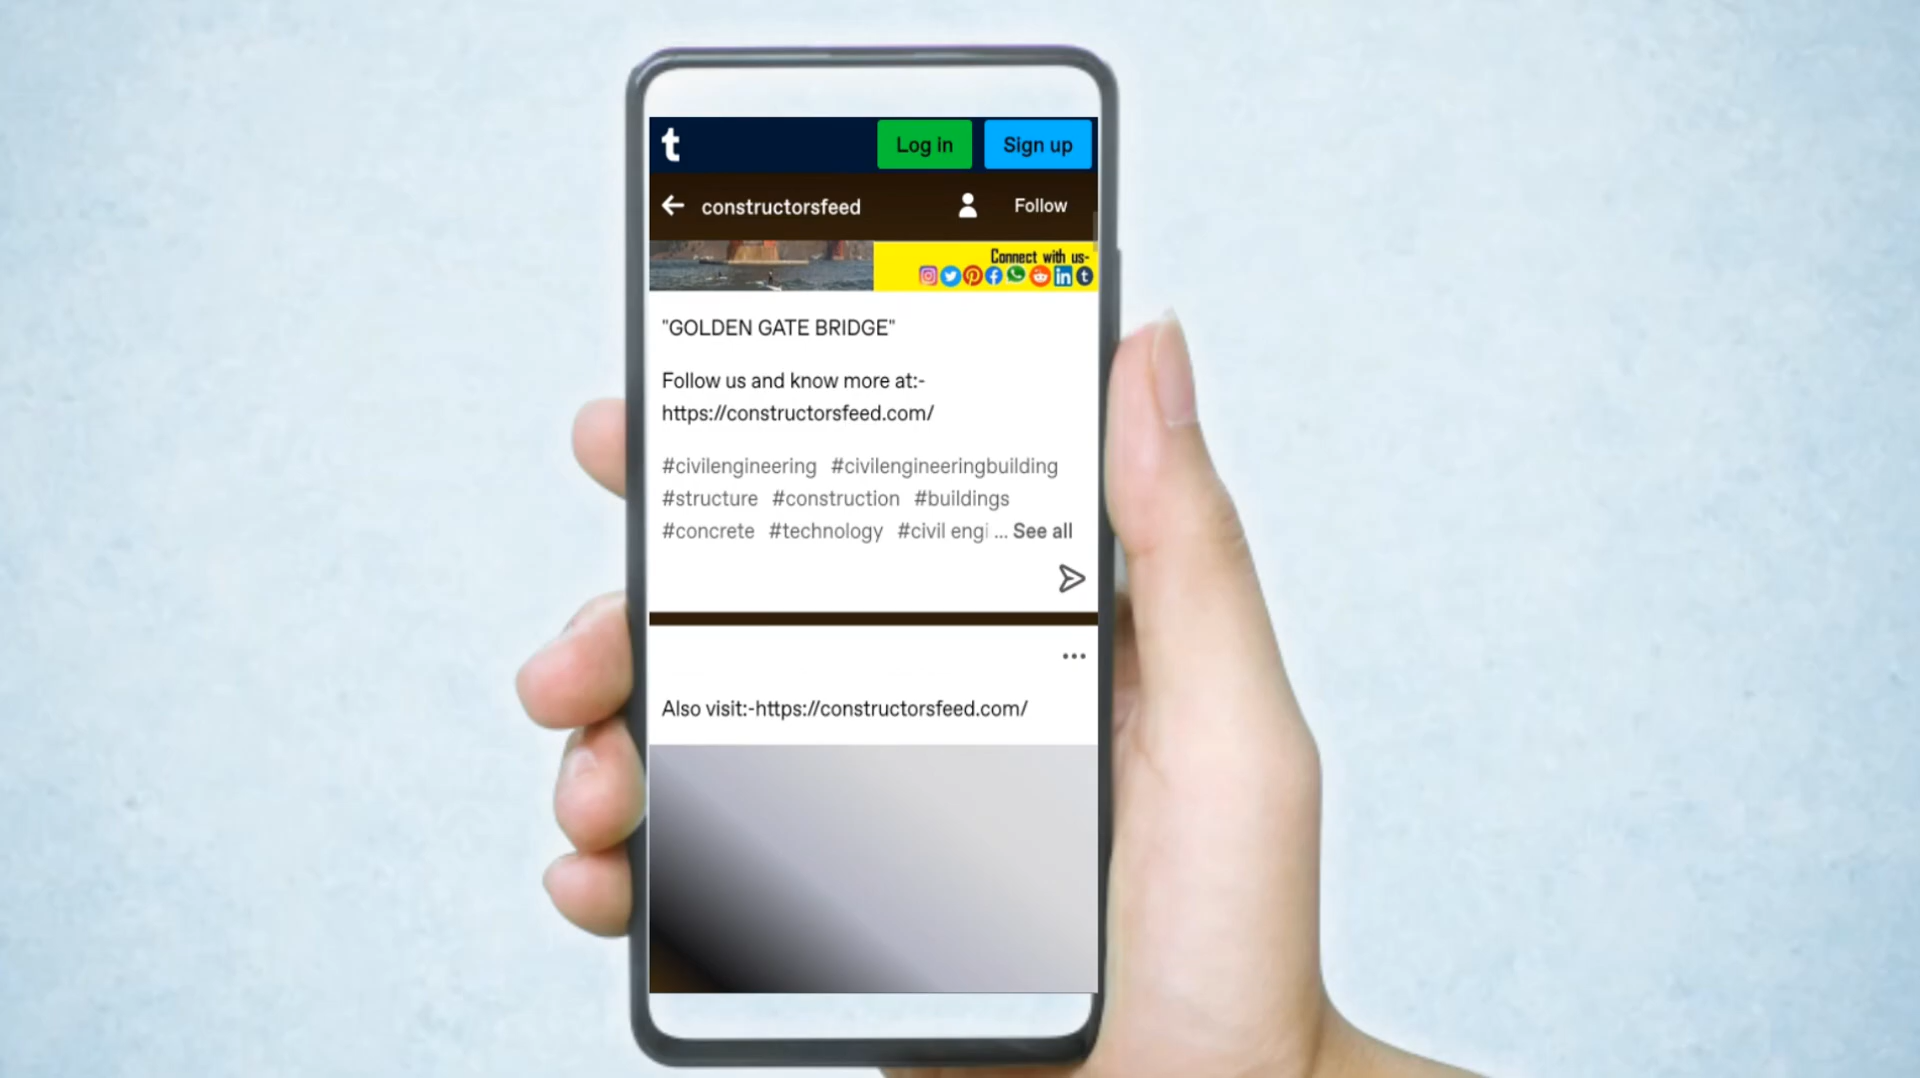 t
Log in
Sign up
constructorsfeed
Follow
Connect with us-
"GOLDEN GATE BRIDGE"
Follow us and know more at:-
https://constructorsfeed.com/
#civilengineering #civilengineeringbuilding
#structure #construction #buildings
#concrete #technology #civil engi ... See all
Also visit:-https://constructorsfeed.com/